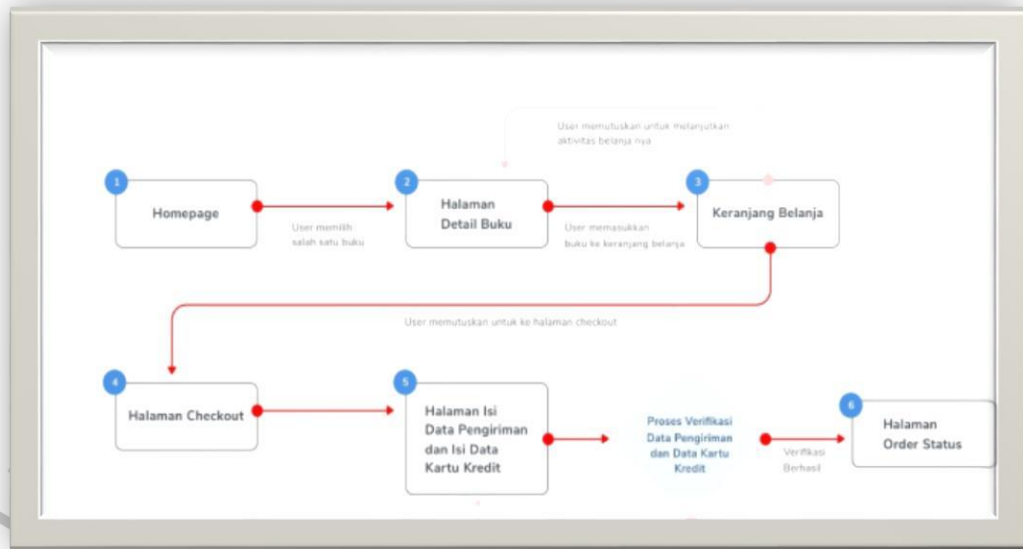 User memutuskan untuk melanjutkan
aktivitas belanja nya
1
Homepage
User memilih
salah satu buku
2
Halaman
Detail Buku
User memasukkan
buku ke keranjang belanja
3
Keranjang Belanja
User memutuskan untuk ke halaman checkout
4
Halaman Checkout
5
Halaman Isi
Data Pengiriman
dan Isi Data
Kartu Kredit
Proses Verifikasi
Data Pengiriman
dan Data Kartu
Kredit
Verifikasi
Berhasil
6
Halaman
Order Status